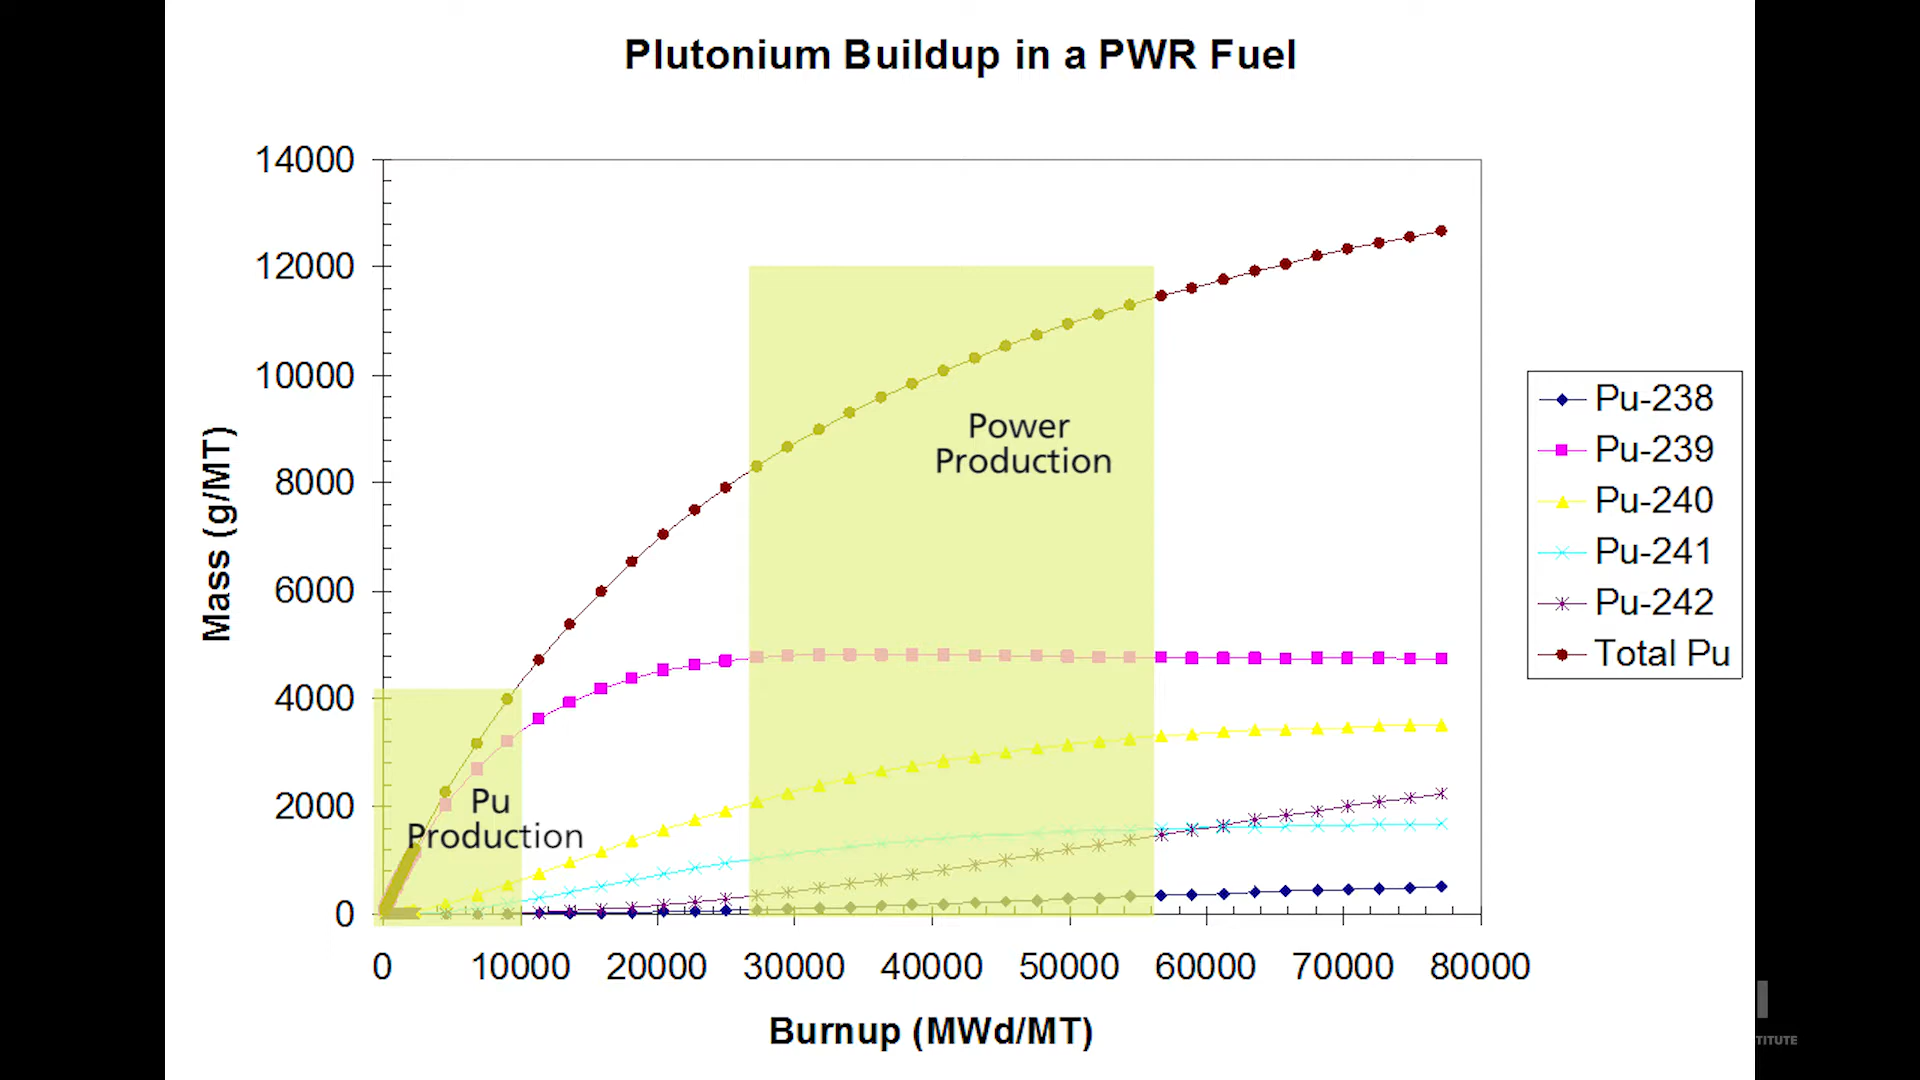 Plutonium Buildup in a PWR Fuel
14000
12000
10000
8000
6000
4000
2000
0
Mass (g/MT)
Power
Production
Pu
Production
0 10000 20000 30000 40000 50000 60000 70000 80000
Burnup (MWd/MT)
Pu-238
Pu-239
Pu-240
Pu-241
Pu-242
Total Pu
TITUTE